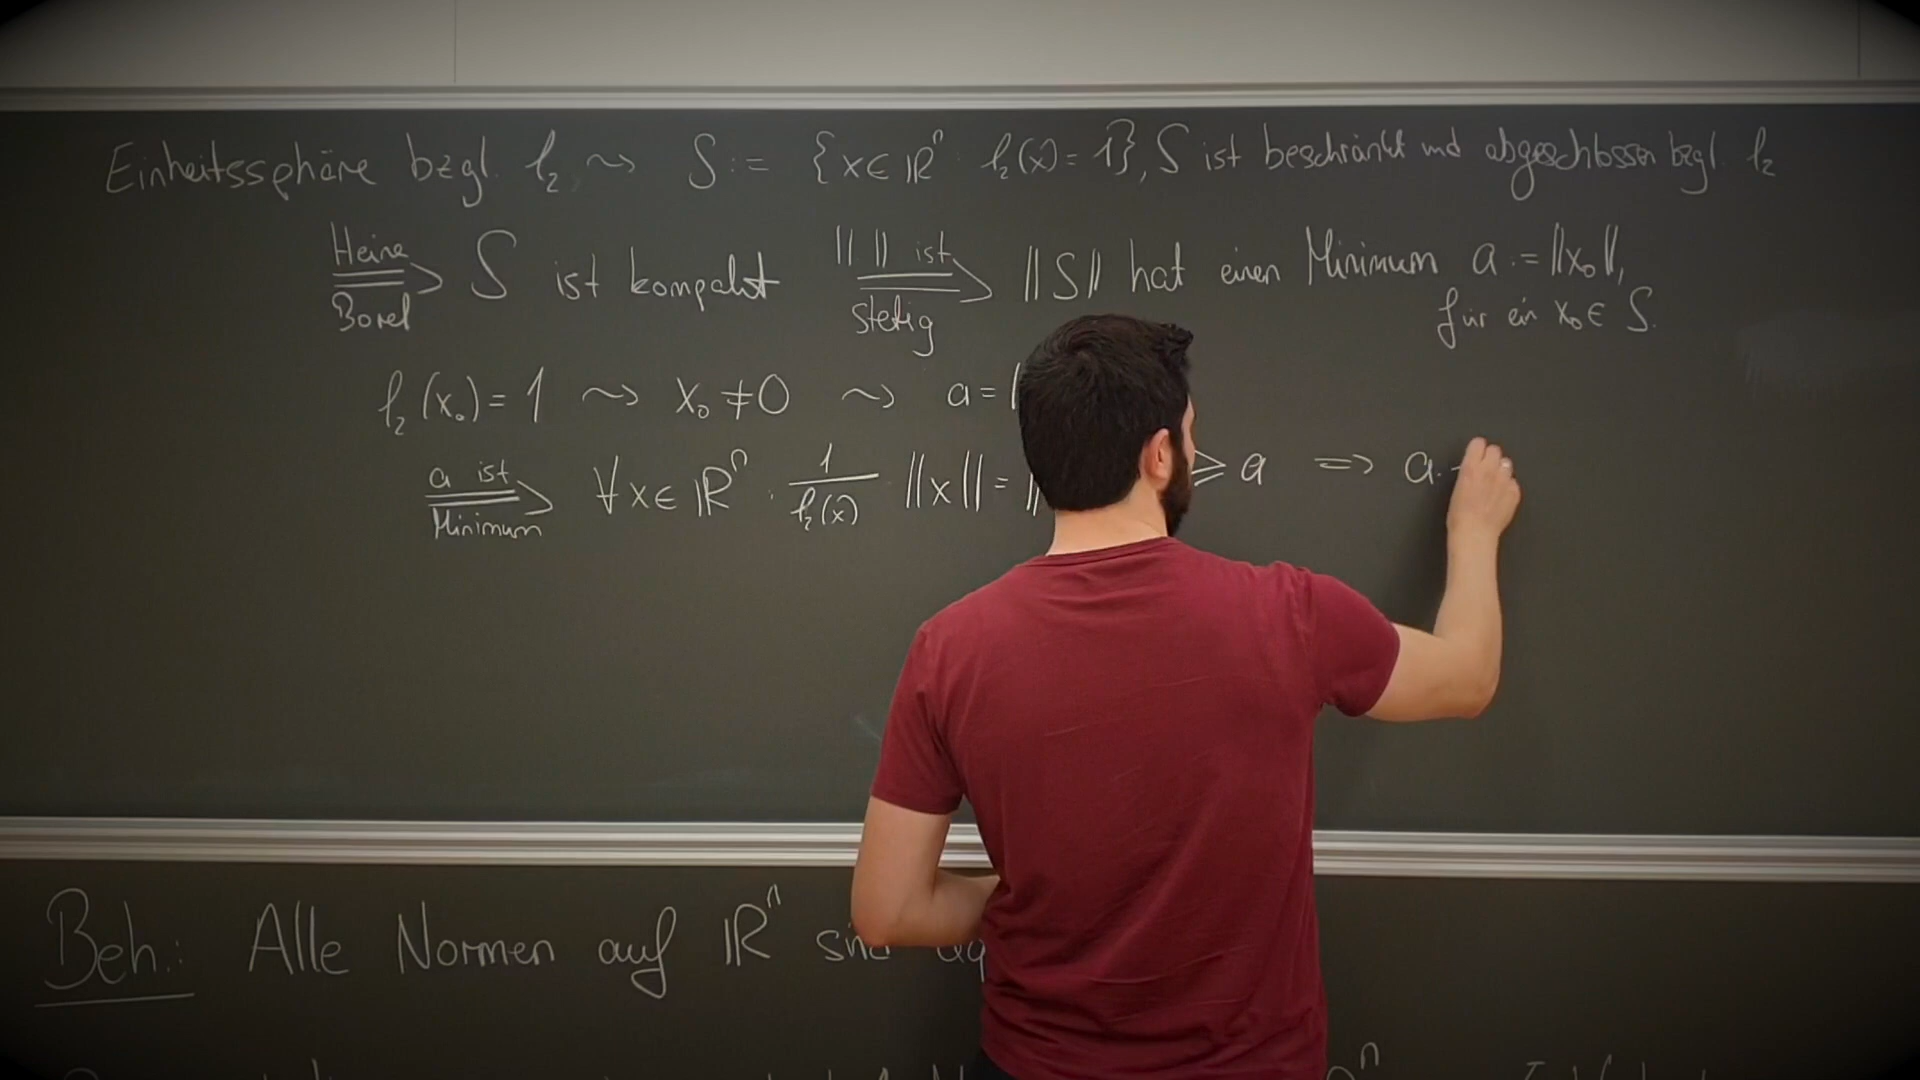 Einheitssphäre bzgl. l₂ ⇝ S := {x ∈ ℝⁿ : l₂(x) = 1}, S ist beschränkt und abgeschlossen bzgl. l₂
Heine Borel ⟹ S ist kompakt ‖ ‖ ist stetig ⟹ ‖S‖ hat einen Minimum a := ‖x₀‖,
für ein x₀ ∈ S.
l₂(x₀) = 1 ⇝ x₀ ≠ 0 ⇝ a =
a ist Minimum ⟹ ∀x ∈ ℝⁿ : 1/l₂(x) ‖x‖ = ≥ a ⟹ a ·
Beh.: Alle Normen auf ℝⁿ sind